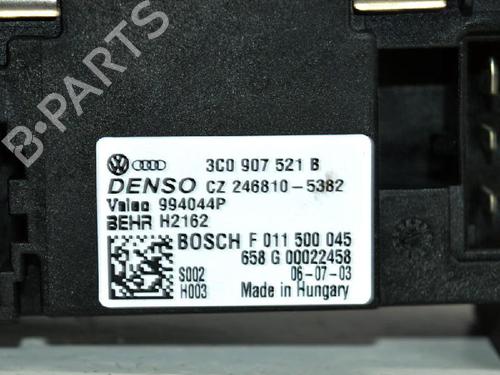 3C0 907 521 B
DENSO CZ 246810-5382
Valeo 994044P
BEHR H2162
BOSCH F 011 500 045
658 G 00022458
S002 06-07-03
H003 Made in Hungary
B-PARTS